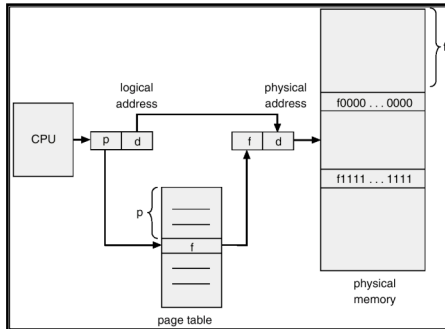 logical
address
physical
address
f
f0000 . . . 0000
CPU
p
d
f
d
f1111 . . . 1111
p
f
page table
physical
memory